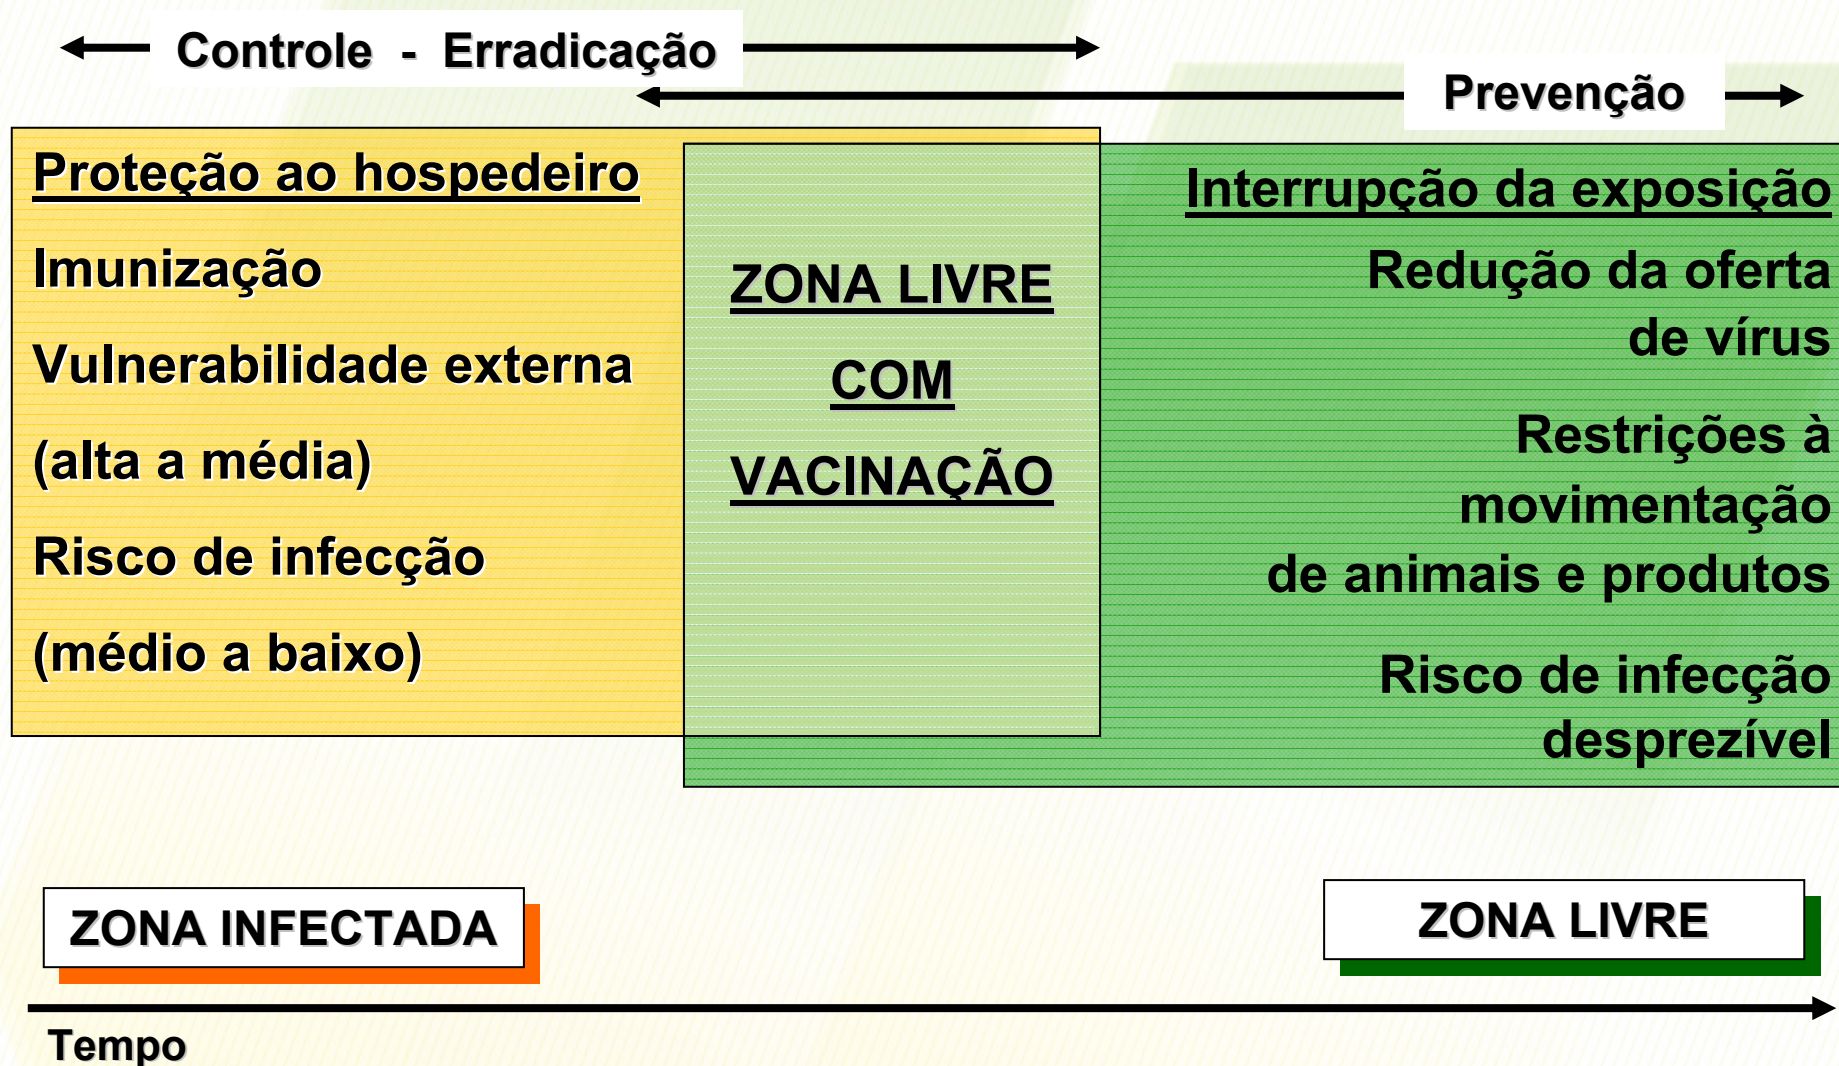 Controle - Erradicação
Prevenção
Proteção ao hospedeiro
Imunização
Vulnerabilidade externa
(alta a média)
Risco de infecção
(médio a baixo)
ZONA LIVRE
COM
VACINAÇÃO
Interrupção da exposição
Redução da oferta
de vírus
Restrições à
movimentação
de animais e produtos
Risco de infecção
desprezível
ZONA INFECTADA
ZONA LIVRE
Tempo